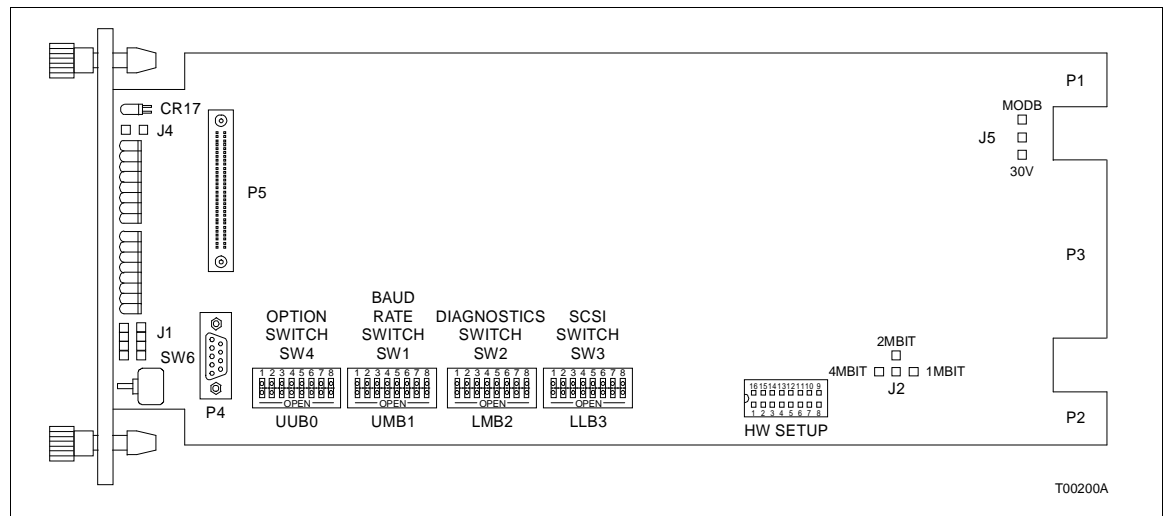 P1
CR17
J4
MODB
J5
30V
P5
P3
J1
SW6
P4
OPTION
SWITCH
SW4
1 2 3 4 5 6 7 8
OPEN
UUB0
BAUD
RATE
SWITCH
SW1
1 2 3 4 5 6 7 8
OPEN
UMB1
DIAGNOSTICS
SWITCH
SW2
1 2 3 4 5 6 7 8
OPEN
LMB2
SCSI
SWITCH
SW3
1 2 3 4 5 6 7 8
OPEN
LLB3
16 15 14 13 12 11 10 9
1 2 3 4 5 6 7 8
HW SETUP
2MBIT
4MBIT
1MBIT
J2
P2
T00200A